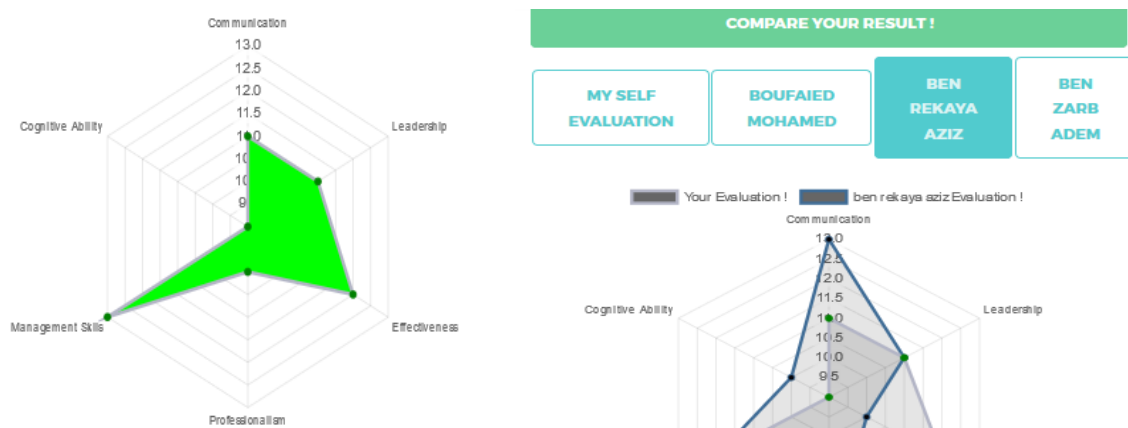 Communication
13.0
12.5
12.0
11.5
Cognitive Ability
Leadership
Management Skills
Effectiveness
Professionalism
COMPARE YOUR RESULT !
MY SELF
EVALUATION
BOUFAIED
MOHAMED
BEN
REKAYA
AZIZ
BEN
ZARB
ADEM
Your Evaluation !
ben rekaya aziz Evaluation !
Communication
13.0
12.5
12.0
11.5
11.0
10.5
10.0
9.5
Cognitive Ability
Leadership